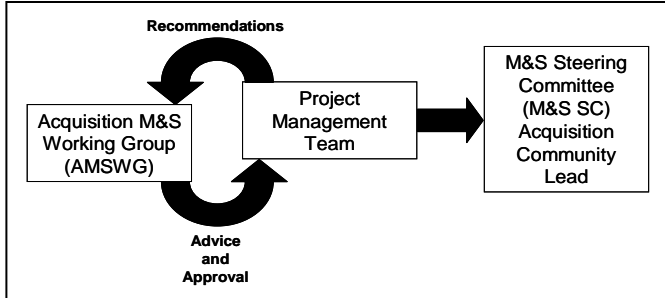 Recommendations
Acquisition M&S
Working Group
(AMSWG)
Project
Management
Team
M&S Steering
Committee
(M&S SC)
Acquisition
Community
Lead
Advice
and
Approval